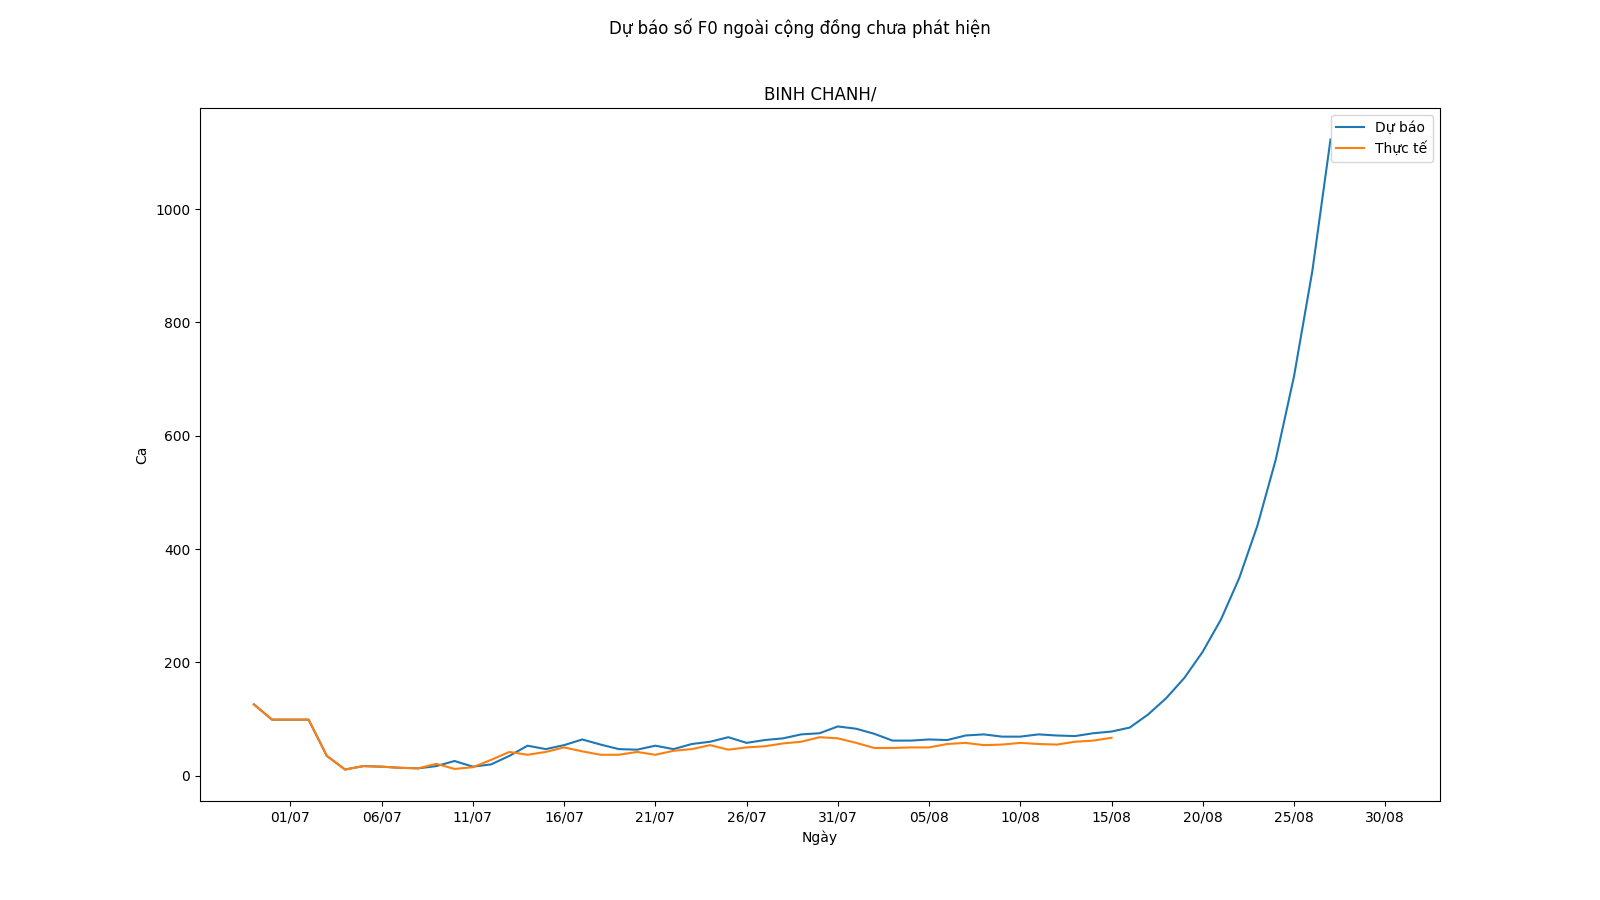 Dự báo số F0 ngoài cộng đồng chưa phát hiện
BINH CHANH/
Dự báo
Thực tế
1000
800
600
400
200
0
Ca
01/07 06/07 11/07 16/07 21/07 26/07 31/07 05/08 10/08 15/08 20/08 25/08 30/08
Ngày